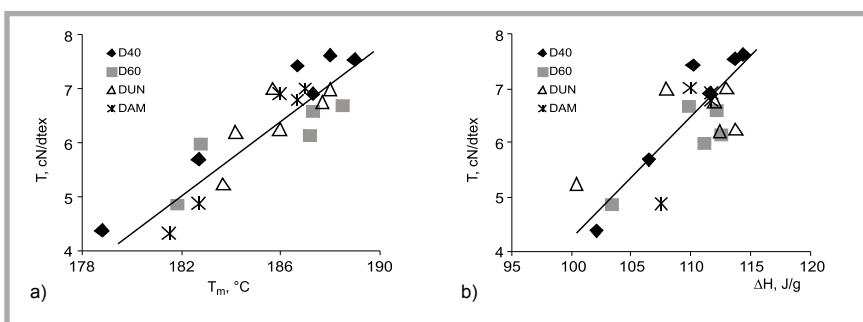 8
7
6
5
4
T, cN/dtex
D40
D60
DUN
DAM
178
182
186
190
Tm, °C
a)
8
7
6
5
4
T, cN/dtex
D40
D60
DUN
DAM
95
100
105
110
115
120
ΔH, J/g
b)